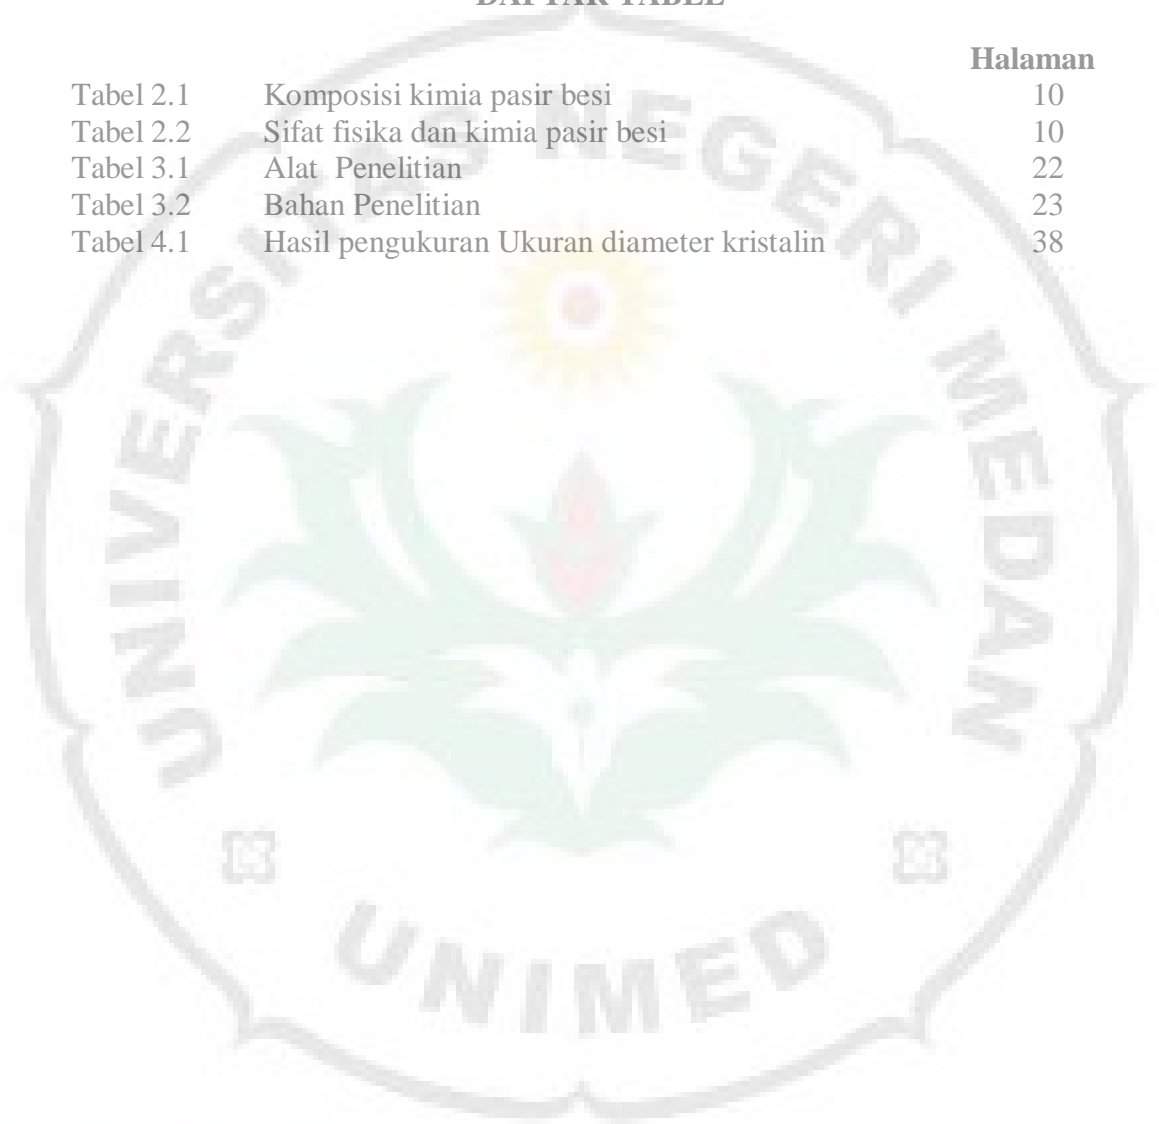 DAFTAR TABEL
Halaman
Tabel 2.1 Komposisi kimia pasir besi 10
Tabel 2.2 Sifat fisika dan kimia pasir besi 10
Tabel 3.1 Alat Penelitian 22
Tabel 3.2 Bahan Penelitian 23
Tabel 4.1 Hasil pengukuran Ukuran diameter kristalin 38
UNIVERSITAS NEGERI MEDAN
UNIMED